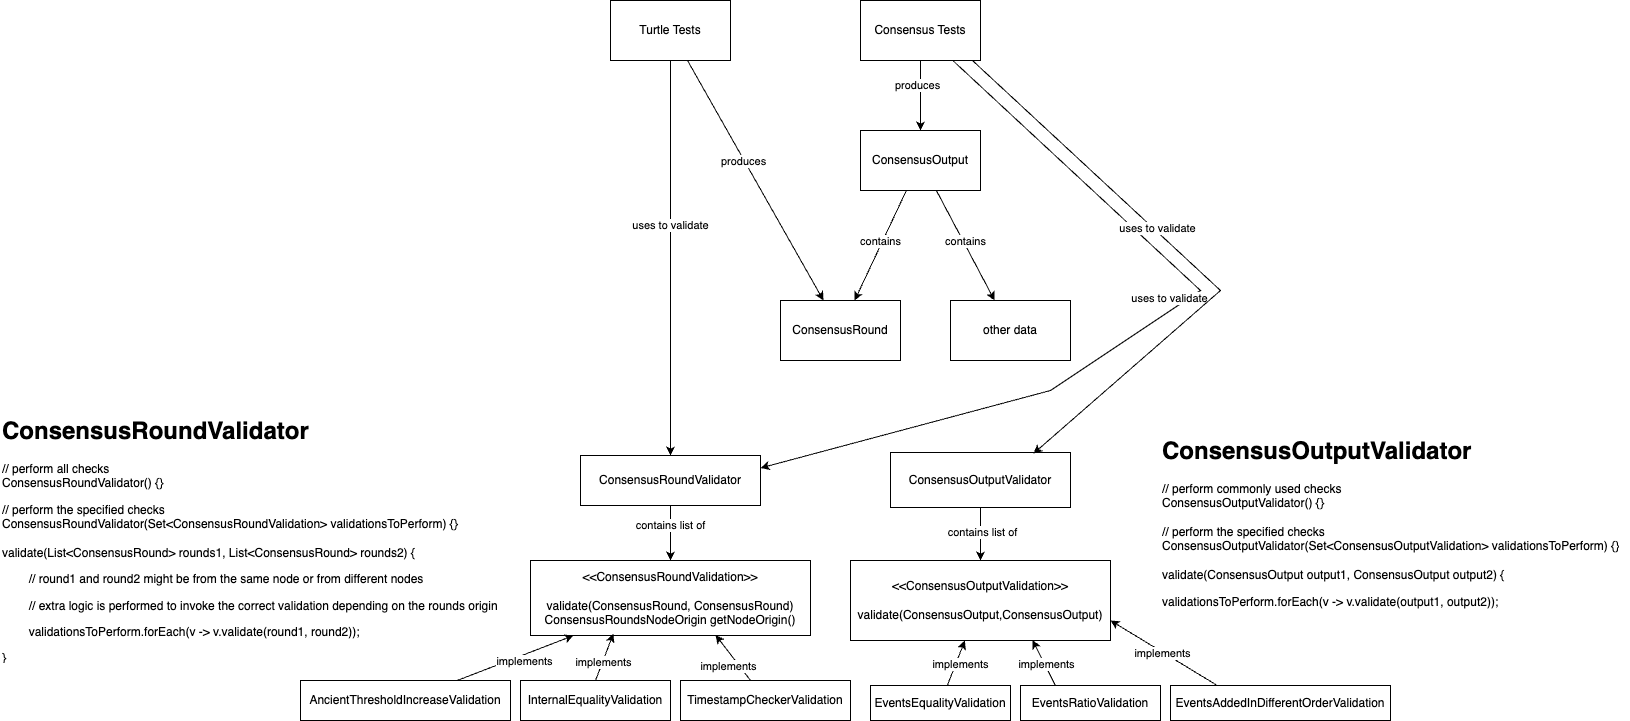 Turtle Tests
Consensus Tests
produces
ConsensusOutput
produces
uses to validate
uses to validate
contains
contains
uses to validate
ConsensusRound
other data
ConsensusRoundValidator
// perform all checks
ConsensusRoundValidator() {}
// perform the specified checks
ConsensusRoundValidator(Set<ConsensusRoundValidation> validationsToPerform) {}
validate(List<ConsensusRound> rounds1, List<ConsensusRound> rounds2) {
// round1 and round2 might be from the same node or from different nodes
// extra logic is performed to invoke the correct validation depending on the rounds origin
validationsToPerform.forEach(v -> v.validate(round1, round2));
}
ConsensusRoundValidator
ConsensusOutputValidator
contains list of
contains list of
<<ConsensusRoundValidation>>
validate(ConsensusRound, ConsensusRound)
ConsensusRoundsNodeOrigin getNodeOrigin()
<<ConsensusOutputValidation>>
validate(ConsensusOutput,ConsensusOutput)
implements
implements
implements
implements
implements
implements
AncientThresholdIncreaseValidation
InternalEqualityValidation
TimestampCheckerValidation
EventsEqualityValidation
EventsRatioValidation
EventsAddedInDifferentOrderValidation
ConsensusOutputValidator
// perform commonly used checks
ConsensusOutputValidator() {}
// perform the specified checks
ConsensusOutputValidator(Set<ConsensusOutputValidation> validationsToPerform) {}
validate(ConsensusOutput output1, ConsensusOutput output2) {
validationsToPerform.forEach(v -> v.validate(output1, output2));